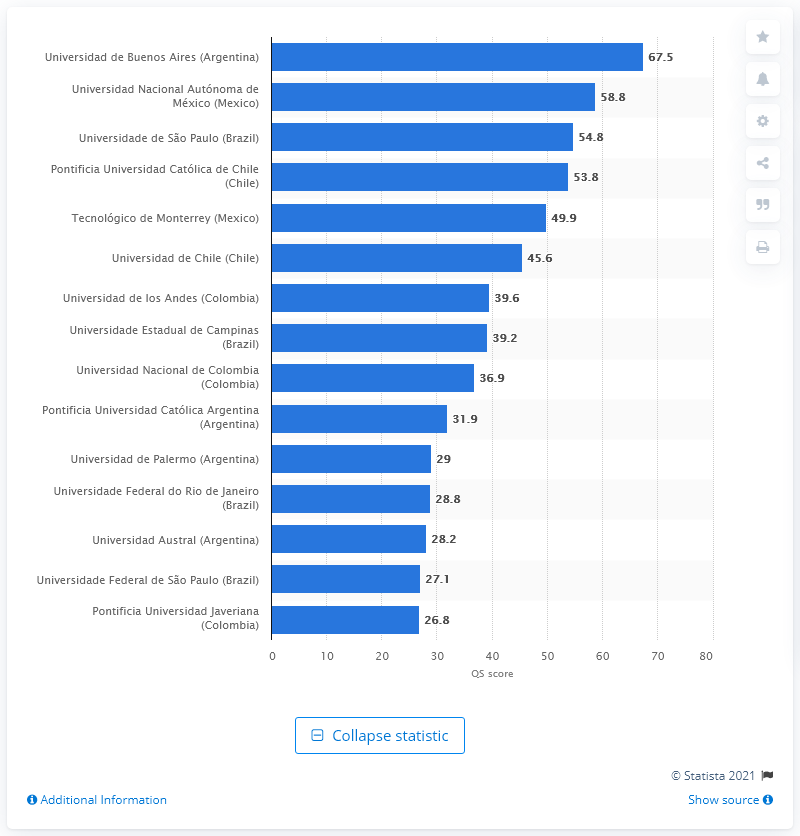 Universidad de Buenos Aires (Argentina) 67.5
Universidad Nacional Autónoma de
México (Mexico) 58.8
Universidade de São Paulo (Brazil) 54.8
Pontificia Universidad Católica de Chile
(Chile) 53.8
Tecnológico de Monterrey (Mexico) 49.9
Universidad de Chile (Chile) 45.6
Universidad de los Andes (Colombia) 39.6
Universidade Estadual de Campinas
(Brazil) 39.2
Universidad Nacional de Colombia
(Colombia) 36.9
Pontificia Universidad Católica Argentina
(Argentina) 31.9
Universidad de Palermo (Argentina) 29
Universidade Federal do Rio de Janeiro
(Brazil) 28.8
Universidad Austral (Argentina) 28.2
Universidade Federal de São Paulo (Brazil) 27.1
Pontificia Universidad Javeriana
(Colombia) 26.8
0 10 20 30 40 50 60 70 80
QS score
Collapse statistic
© Statista 2021
Additional Information Show source